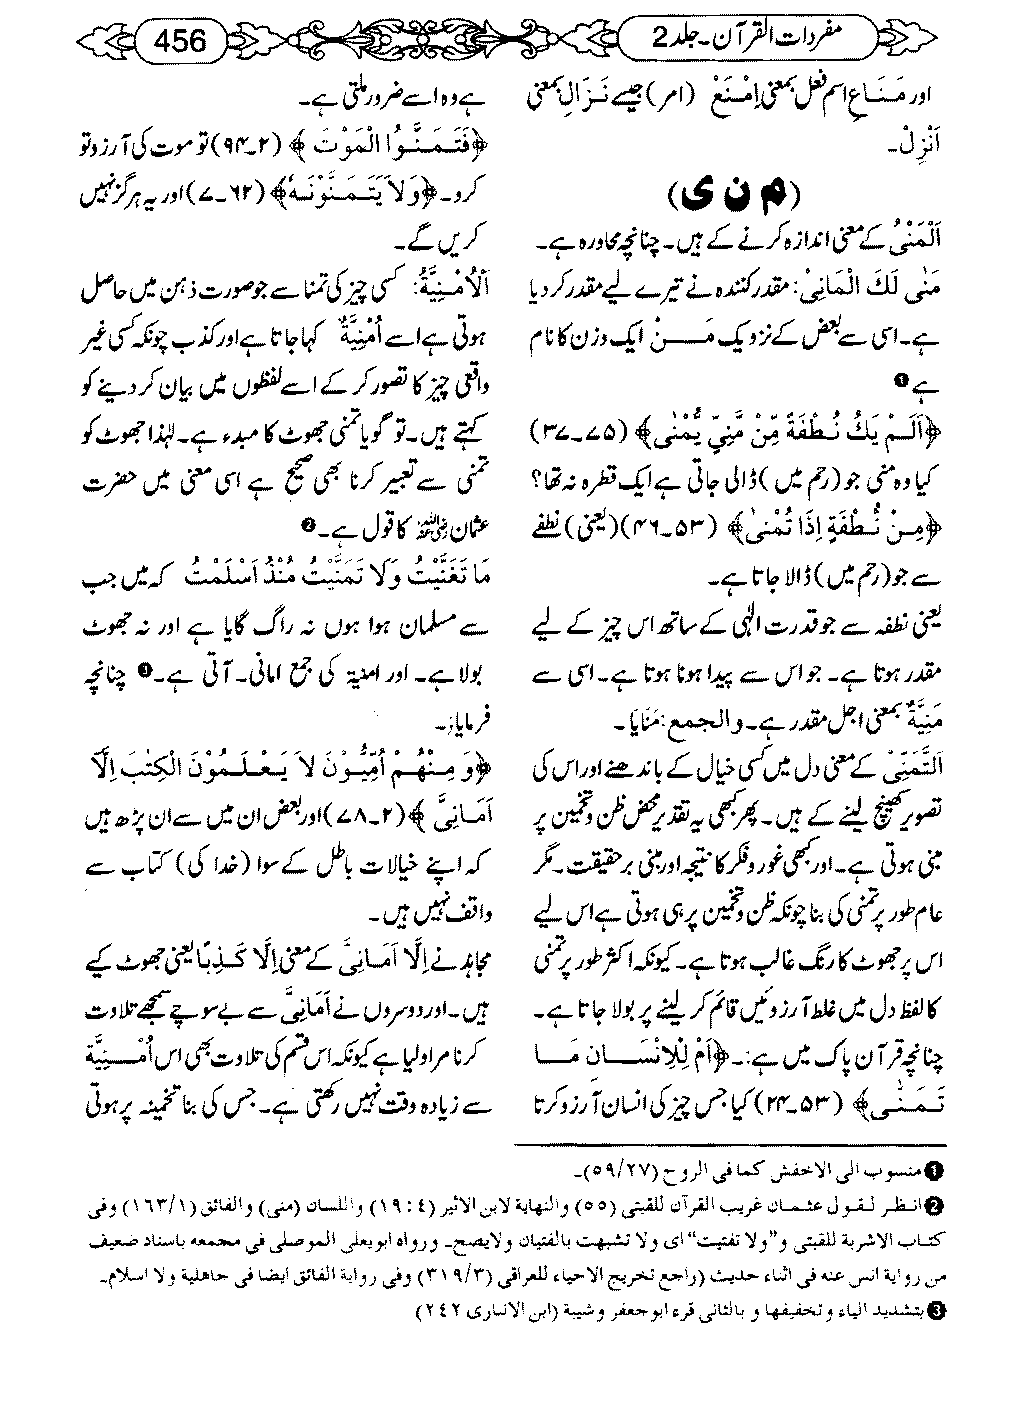 مفردات القرآن۔جلد 2
456
اور مَنَاعِ اسم فعل بمعنی اِمْنَعْ (امر) جیسے نَزَالِ بمعنی
اَنْزِلْ۔
(م ن ی)
اَلْمَنْیُ کے معنی اندازہ کرنے کے ہیں۔ چنانچہ محاورہ ہے۔
مَنٰی لَكَ الْمَانِیْ: مقدر کنندہ نے تیرے لیے مقدر کر دیا
ہے۔ اسی سے بعض کے نزدیک مَنْ ایک وزن کا نام
ہے ❶
﴿اَلَمْ یَكُ نُطْفَةً مِّنْ مَّنِیٍّ یُّمْنٰی﴾ (۷۵۔۳۷)
کیا وہ منی جو (رحم میں) ڈالی جاتی ہے ایک قطرہ نہ تھا؟
﴿مِنْ نُّطْفَةٍ اِذَا تُمْنٰی﴾ (۵۳۔۴۶) (یعنی) نطفے
سے جو (رحم میں) ڈالا جاتا ہے۔
یعنی نطفہ سے جو قدرت الٰہی کے ساتھ اس چیز کے لیے
مقدر ہوتا ہے۔ جو اس سے پیدا ہونا ہوتا ہے۔ اسی سے
مَنِیَّةٌ بمعنی اجل مقدر ہے۔ والجمع: مَنَایَا۔
اَلتَّمَنِّیْ کے معنی دل میں کسی خیال کے باندھنے اور اس کی
تصویر کھینچ لینے کے ہیں۔ پھر کبھی یہ تقدیر محض ظن و تخمین پر
مبنی ہوتی ہے۔ اور کبھی غور و فکر کا نتیجہ اور مبنی بر حقیقت۔ مگر
عام طور پر تمنی کی بنا چونکہ ظن و تخمین پر ہی ہوتی ہے اس لیے
اس پر جھوٹ کا رنگ غالب ہوتا ہے۔ کیونکہ اکثر طور پر تمنی
کا لفظ دل میں غلط آرزوئیں قائم کر لینے پر بولا جاتا ہے۔
چنانچہ قرآن پاک میں ہے:۔ ﴿اَمْ لِلْاِنْسَانِ مَا
تَمَنّٰی﴾ (۵۳۔۲۴) کیا جس چیز کی انسان آرزو کرتا
ہے وہ اسے ضرور ملتی ہے۔
﴿فَتَمَنَّوُا الْمَوْتَ﴾ (۲۔۹۴) تو موت کی آرزو تو
کرو۔ ﴿وَلَا یَتَمَنَّوْنَهٗ﴾ (۶۲۔۷) اور یہ ہرگز نہیں
کریں گے۔
اَلْاُمْنِیَّةُ: کسی چیز کی تمنا سے جو صورت ذہن میں حاصل
ہوتی ہے اسے اُمْنِیَّةٌ کہا جاتا ہے اور کذب چونکہ کسی غیر
واقعی چیز کا تصور کر کے اسے لفظوں میں بیان کر دینے کو
کہتے ہیں۔ تو گویا تمنی جھوٹ کا مبدء ہے۔ لہٰذا جھوٹ کو
تمنی سے تعبیر کرنا بھی صحیح ہے اسی معنی میں حضرت
عثمان رضی اللہ عنہ کا قول ہے۔ ❷
مَا تَغَنَّیْتُ وَلَا تَمَنَّیْتُ مُنْذُ اَسْلَمْتُ کہ میں جب
سے مسلمان ہوا ہوں نہ راگ گایا ہے اور نہ جھوٹ
بولا ہے۔ اور امنیة کی جمع امانی۔ آتی ہے۔ ❸ چنانچہ
فرمایا:۔
﴿وَمِنْهُمْ اُمِّیُّوْنَ لَا یَعْلَمُوْنَ الْكِتٰبَ اِلَّآ
اَمَانِیَّ﴾ (۲۔۷۸) اور بعض ان میں سے ان پڑھ ہیں
کہ اپنے خیالات باطل کے سوا (خدا کی) کتاب سے
واقف نہیں ہیں۔
مجاہد نے اِلَّا اَمَانِیَّ کے معنی اِلَّا كَذِبًا یعنی جھوٹ کیے
ہیں۔ اور دوسروں نے اَمَانِیَّ سے بے سوچے سمجھے تلاوت
کرنا مراد لیا ہے کیونکہ اس قسم کی تلاوت بھی اس اُمْنِیَّة
سے زیادہ وقت نہیں رکھتی ہے۔ جس کی بنا تخمینہ پر ہوتی
❶ منسوب الی الاخفش کما فی الروح (۵۹/۲۷)۔
❷ انظر لقول عثمان غریب القرآن للقبتی (۵۵) والنهایة لابن الاثیر (۱۹:٤) واللسان (منی) والفائق (۱۶۳/۱) وفی
کتاب الاشربة للقبتی و"ولا تفتیت" ای ولا تشبهت بالفتیان ولایصح۔ ورواه ابویعلی الموصلی فی مجمعه باسناد ضعیف
من روایة انس عنه فی اثناء حدیث (راجع تخریج الاحیاء للعراقی (۳۱۹/۳) وفی روایة الفائق ایضا فی جاهلیة ولا اسلام۔
❸ بتشدید الیاء وتخفیفها و بالثانی قرء ابو جعفر وشیبة (ابن الانباری ۲٤۲)